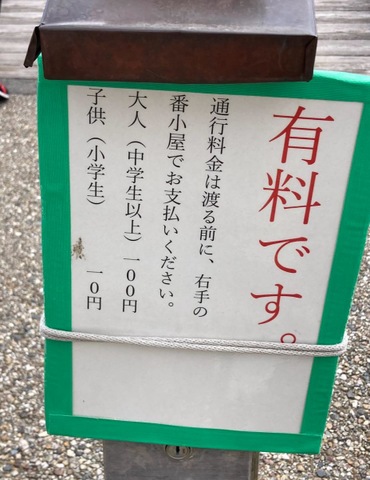 有料です。
通行料金は渡る前に、右手の
番小屋でお支払いください。
大人（中学生以上）一００円
子供（小学生）　一０円